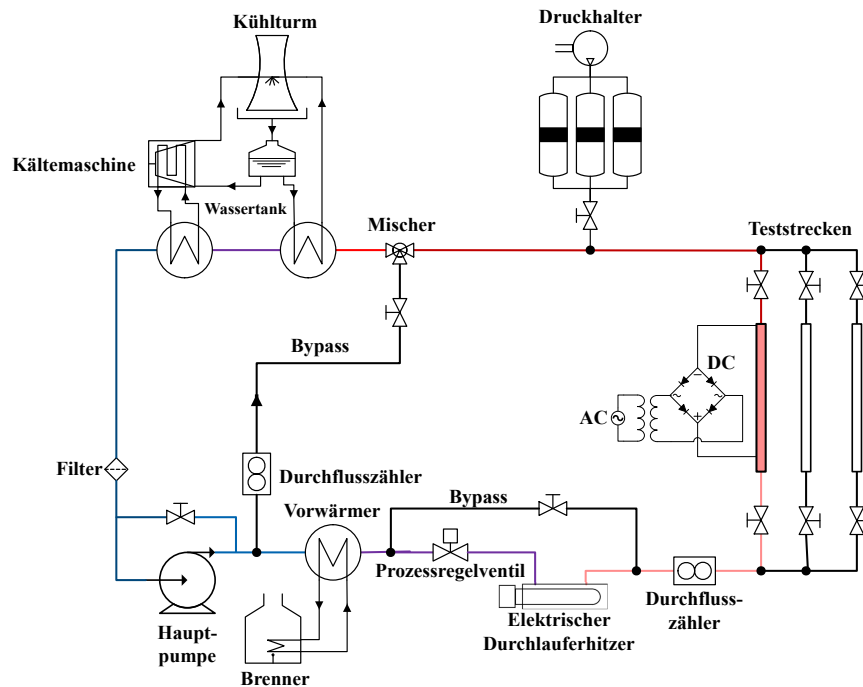 Kühlturm
Druckhalter
Kältemaschine
Wassertank
Mischer
Teststrecken
Bypass
DC
AC
Filter
Durchflusszähler
Bypass
Vorwärmer
Prozessregelventil
Durchfluss-
zähler
Haupt-
pumpe
Elektrischer
Durchlauferhitzer
Brenner